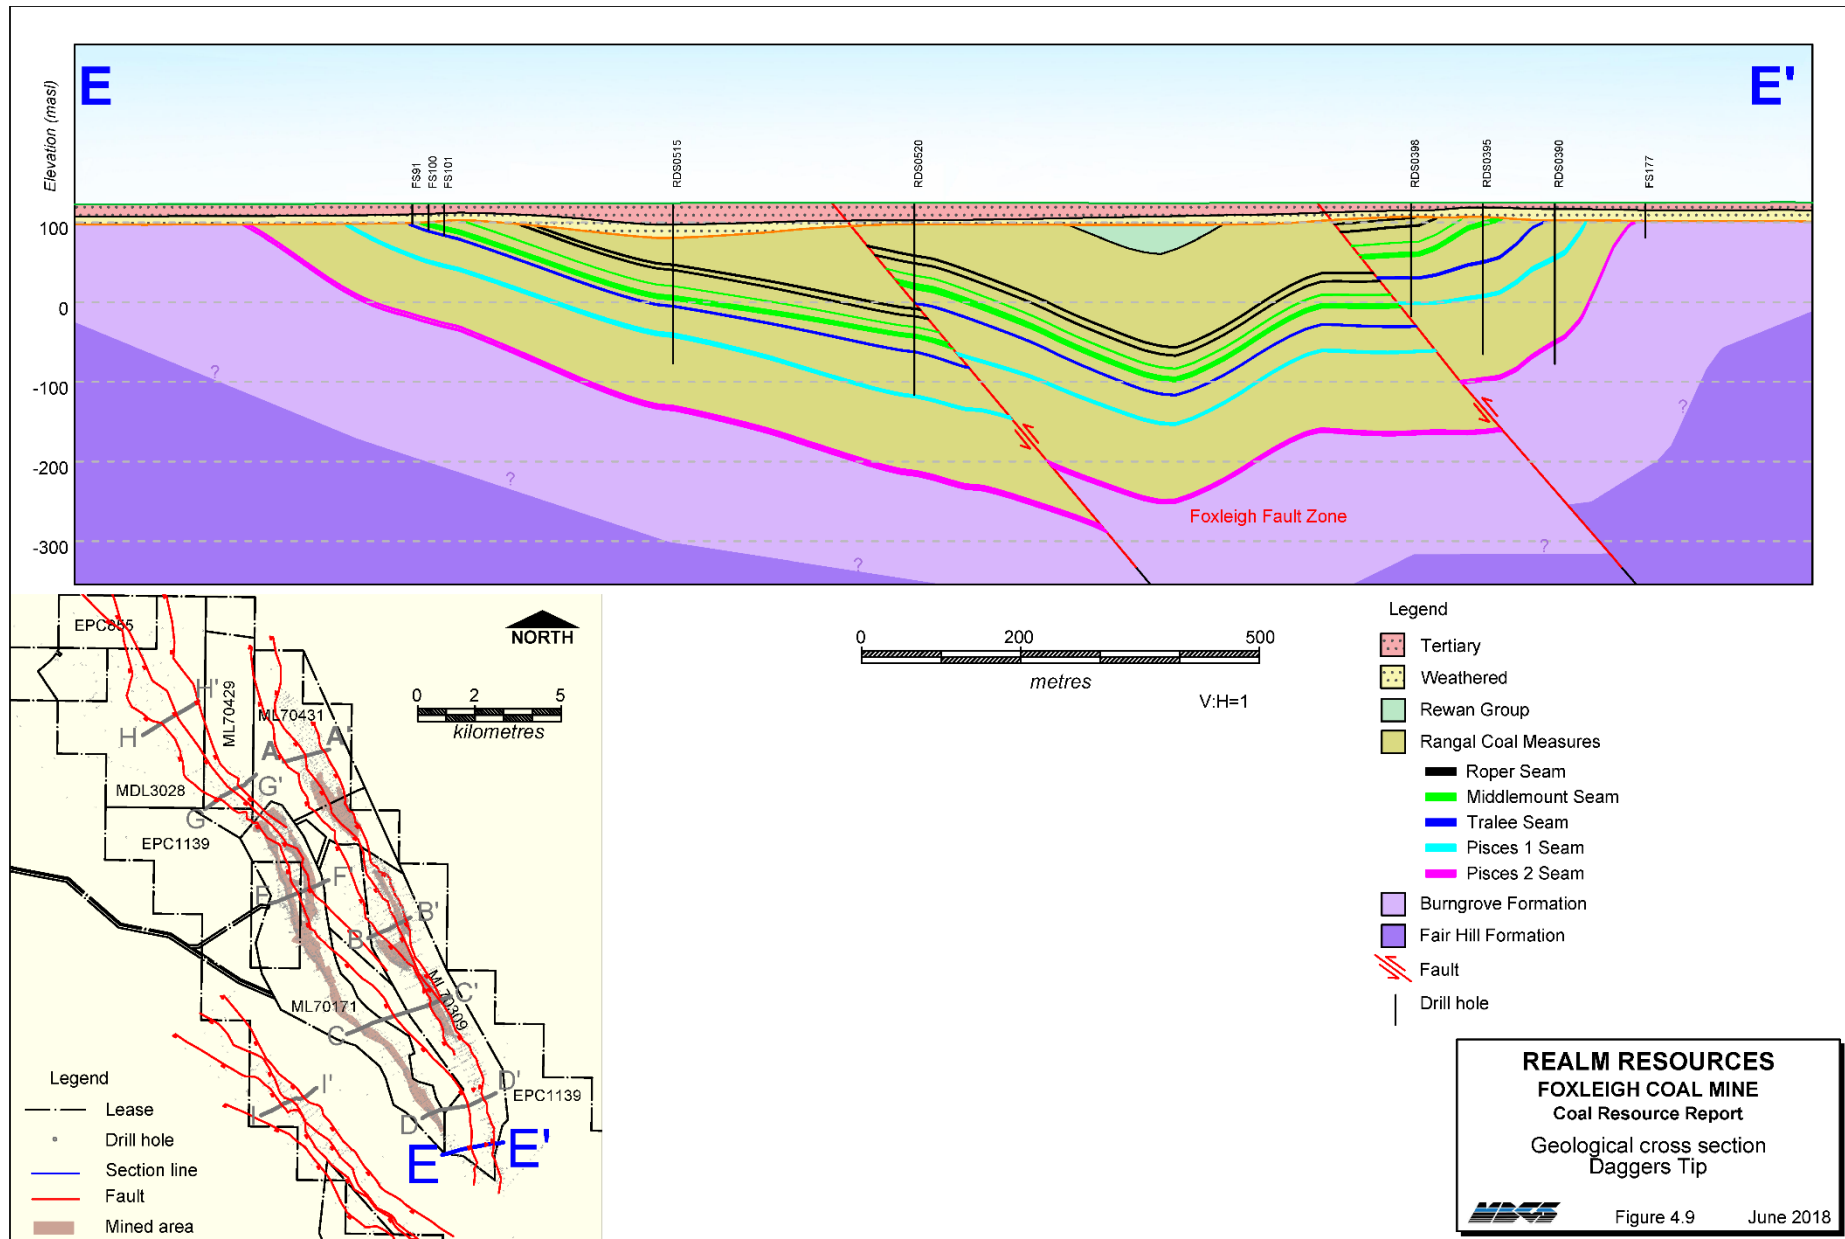 E
E'
Elevation (masl)
FS91
FS100
FS101
RDS0515
RDS0520
RDS0398
RDS0395
RDS0390
FS177
100
0
-100
-200
-300
?
?
?
?
?
Foxleigh Fault Zone
EPC855
NORTH
H'
H
ML70429
ML70431
A
A'
G'
G
MDL3028
EPC1139
0 2 5
kilometres
F
F'
B
B'
ML70171
ML70309
C
C'
I
I'
D
D'
EPC1139
E
E'
Legend
Lease
Drill hole
Section line
Fault
Mined area
0 200 500
metres
V:H=1
Legend
Tertiary
Weathered
Rewan Group
Rangal Coal Measures
Roper Seam
Middlemount Seam
Tralee Seam
Pisces 1 Seam
Pisces 2 Seam
Burngrove Formation
Fair Hill Formation
Fault
Drill hole
REALM RESOURCES
FOXLEIGH COAL MINE
Coal Resource Report
Geological cross section
Daggers Tip
Figure 4.9 June 2018